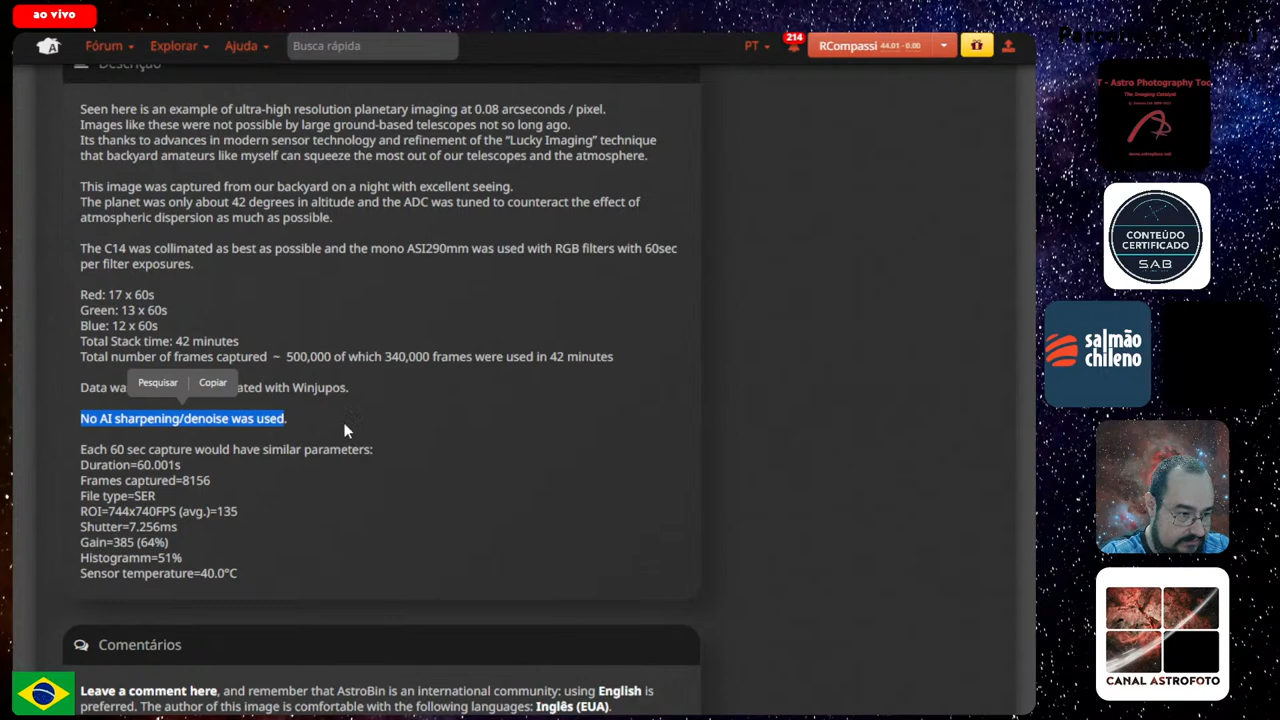 ao vivo
Fórum
Explorar
Ajuda
Busca rápida
PT
214
RCompassi 44.01 - 0.00
Descrição
Seen here is an example of ultra-high resolution planetary imaging at 0.08 arcseconds / pixel.
Images like these were not possible by large ground-based telescopes not so long ago.
Its thanks to advances in modern sensor technology and refinement of the “Lucky Imaging” technique
that backyard amateurs like myself can squeeze the most out of our telescopes and the atmosphere.
This image was captured from our backyard on a night with excellent seeing.
The planet was only about 42 degrees in altitude and the ADC was tuned to counteract the effect of
atmospheric dispersion as much as possible.
The C14 was collimated as best as possible and the mono ASI290mm was used with RGB filters with 60sec
per filter exposures.
Red: 17 x 60s
Green: 13 x 60s
Blue: 12 x 60s
Total Stack time: 42 minutes
Total number of frames captured ~ 500,000 of which 340,000 frames were used in 42 minutes
Pesquisar
Copiar
Data was ated with Winjupos.
No AI sharpening/denoise was used.
Each 60 sec capture would have similar parameters:
Duration=60.001s
Frames captured=8156
File type=SER
ROI=744x740FPS (avg.)=135
Shutter=7.256ms
Gain=385 (64%)
Histogramm=51%
Sensor temperature=40.0°C
Comentários
Leave a comment here, and remember that AstroBin is an international community: using English is
preferred. The author of this image is comfortable with the following languages: Inglês (EUA).
T - Astro Photography Too
The Imaging Catalyst
CONTEÚDO
CERTIFICADO
SAB
salmão
chileno
CANAL ASTROFOTO